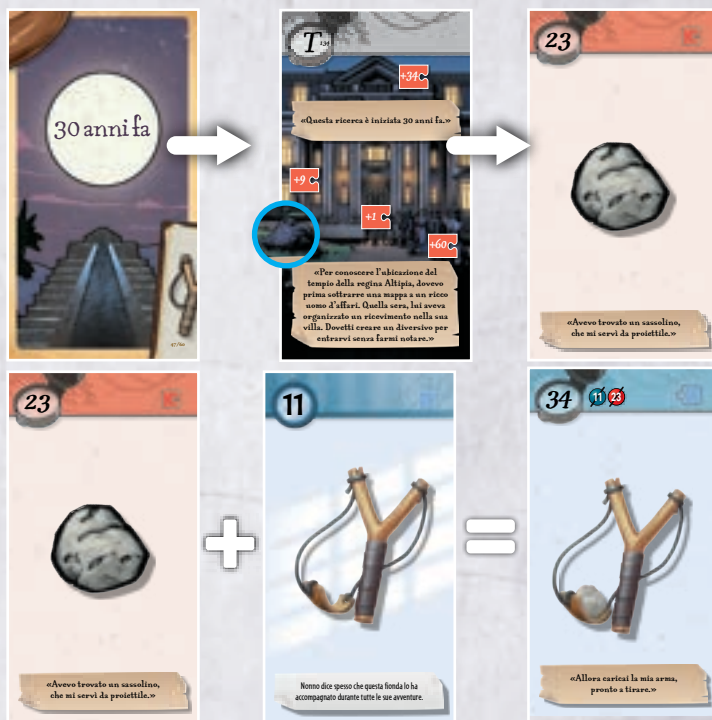 30 anni fa
T
+34
«Questa ricerca è iniziata 30 anni fa.»
+9
+1
+60
«Per conoscere l'ubicazione del
tempio della regina Altipia, dovevo
prima sottrarre una mappa a un ricco
uomo d'affari. Quella sera, lui aveva
organizzato un ricevimento nella sua
villa. Dovetti creare un diversivo per
entrarvi senza farmi notare.»
23
«Avevo trovato un sassolino,
che mi servì da proiettile.»
23
«Avevo trovato un sassolino,
che mi servì da proiettile.»
+
11
Nonno dice spesso che questa fionda lo ha
accompagnato durante tutte le sue avventure.
=
34 11 23
«Allora caricai la mia arma,
pronto a tirare.»